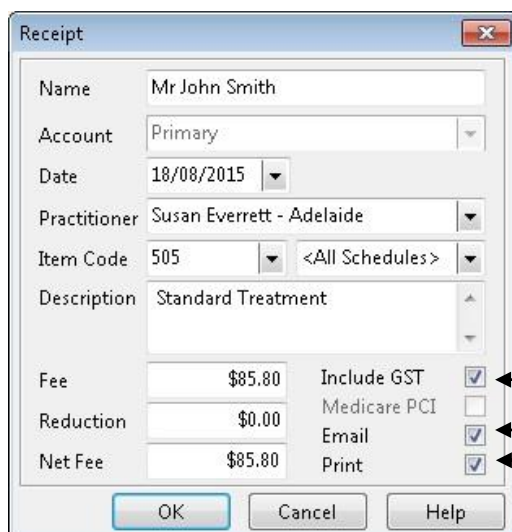 Receipt
Name Mr John Smith
Account Primary
Date 18/08/2015
Practitioner Susan Everrett - Adelaide
Item Code 505 <All Schedules>
Description Standard Treatment
Fee $85.80 Include GST
Medicare PCI
Reduction $0.00
Email
Net Fee $85.80 Print
OK Cancel Help